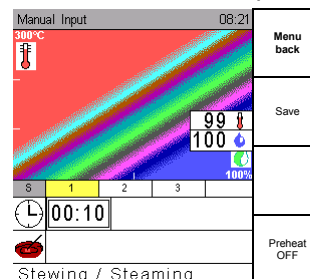 Manual Input 08:21
Menu
back
300°C
Save
99
100
100%
S 1 2 3
00:10
Preheat
OFF
Stewing / Steaming